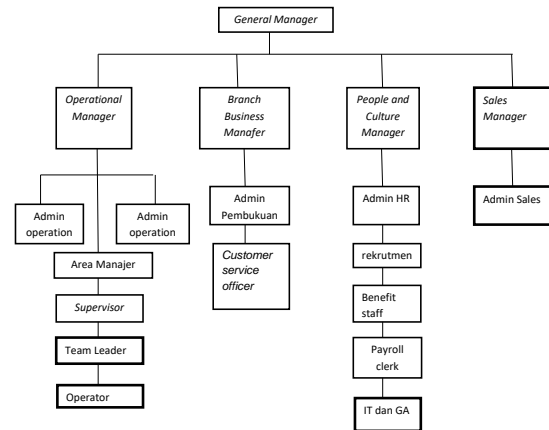 General Manager
Operational
Manager
Branch
Business
Manafer
People and
Culture
Manager
Sales
Manager
Admin
operation
Admin
operation
Admin
Pembukuan
Admin HR
Admin Sales
Area Manajer
Customer
service
officer
rekrutmen
Supervisor
Benefit
staff
Team Leader
Payroll
clerk
Operator
IT dan GA